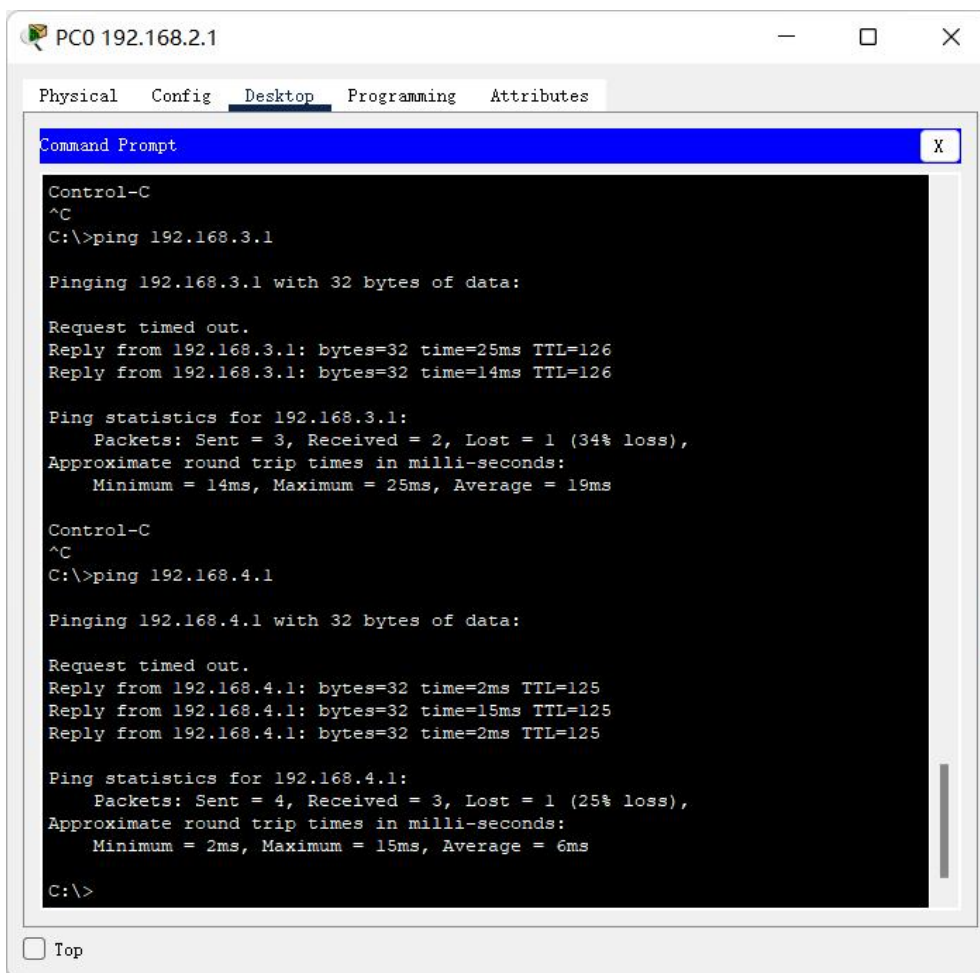 PC0 192.168.2.1
Physical Config Desktop Programming Attributes
Command Prompt
X
Control-C
^C
C:\>ping 192.168.3.1
Pinging 192.168.3.1 with 32 bytes of data:
Request timed out.
Reply from 192.168.3.1: bytes=32 time=25ms TTL=126
Reply from 192.168.3.1: bytes=32 time=14ms TTL=126
Ping statistics for 192.168.3.1:
Packets: Sent = 3, Received = 2, Lost = 1 (34% loss),
Approximate round trip times in milli-seconds:
Minimum = 14ms, Maximum = 25ms, Average = 19ms
Control-C
^C
C:\>ping 192.168.4.1
Pinging 192.168.4.1 with 32 bytes of data:
Request timed out.
Reply from 192.168.4.1: bytes=32 time=2ms TTL=125
Reply from 192.168.4.1: bytes=32 time=15ms TTL=125
Reply from 192.168.4.1: bytes=32 time=2ms TTL=125
Ping statistics for 192.168.4.1:
Packets: Sent = 4, Received = 3, Lost = 1 (25% loss),
Approximate round trip times in milli-seconds:
Minimum = 2ms, Maximum = 15ms, Average = 6ms
C:\>
Top